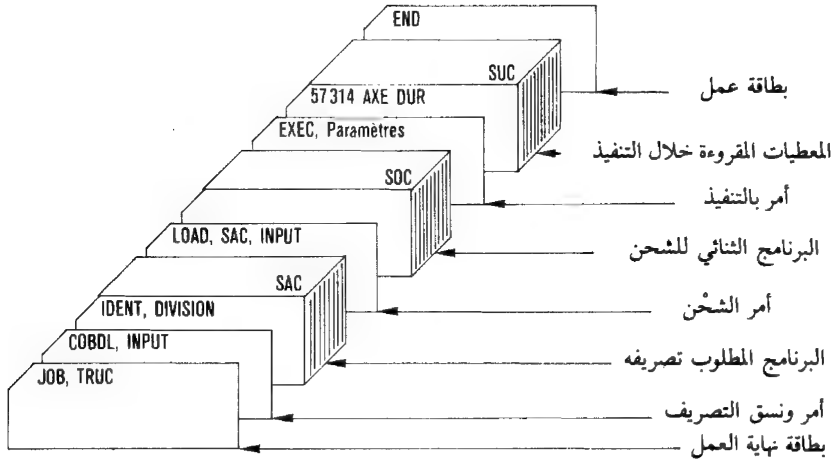 END
SUC
بطاقة عمل
57314 AXE DUR
EXEC, Paramètres
المعطيات المقروءة خلال التنفيذ
SOC
أمر بالتنفيذ
LOAD, SAC, INPUT
البرنامج الثنائي للشحن
SAC
IDENT, DIVISION
أمر الشحْن
COBDL, INPUT
البرنامج المطلوب تصريفه
JOB, TRUC
أمر ونسق التصريف
بطاقة نهاية العمل